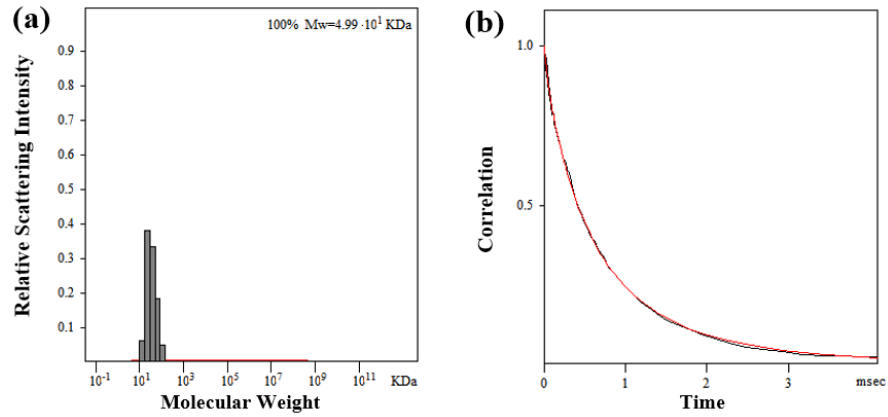 (a)
100% Mw=4.99 ·10¹ KDa
Relative Scattering Intensity
0.9
0.8
0.7
0.6
0.5
0.4
0.3
0.2
0.1
10⁻¹ 10¹ 10³ 10⁵ 10⁷ 10⁹ 10¹¹ KDa
Molecular Weight
(b)
Correlation
1.0
0.5
0 1 2 3 msec
Time